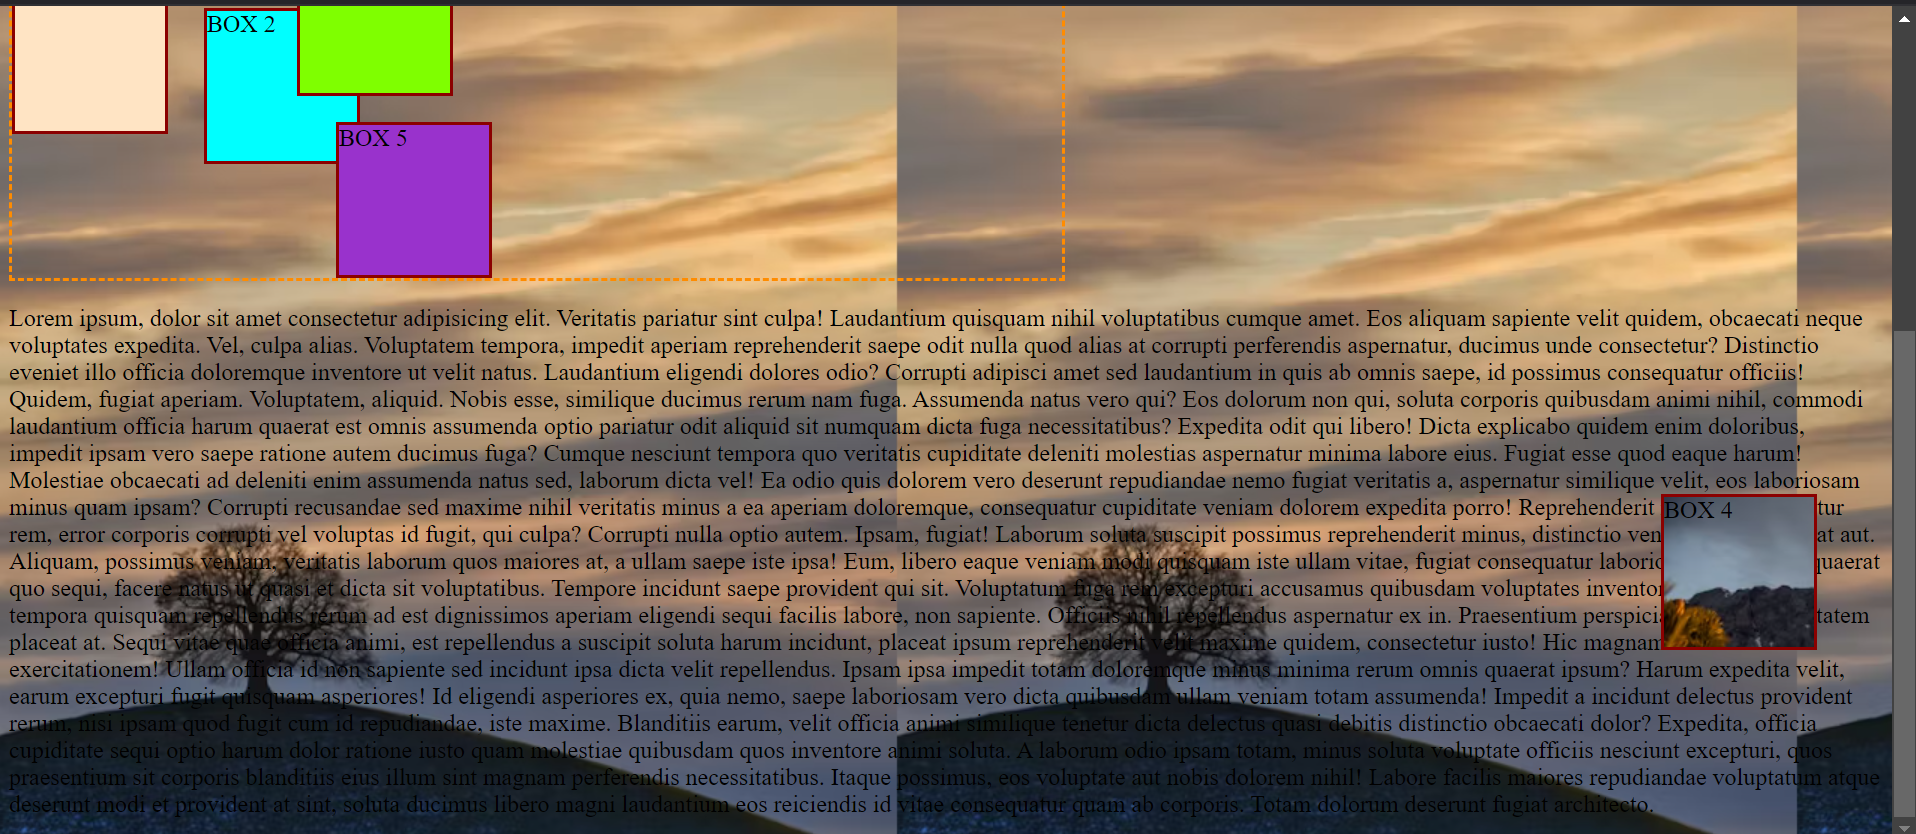 BOX 2
BOX 5
Lorem ipsum, dolor sit amet consectetur adipisicing elit. Veritatis pariatur sint culpa! Laudantium quisquam nihil voluptatibus cumque amet. Eos aliquam sapiente velit quidem, obcaecati neque
voluptates expedita. Vel, culpa alias. Voluptatem tempora, impedit aperiam reprehenderit saepe odit nulla quod alias at corrupti perferendis aspernatur, ducimus unde consectetur? Distinctio
eveniet illo officia doloremque inventore ut velit natus. Laudantium eligendi dolores odio? Corrupti adipisci amet sed laudantium in quis ab omnis saepe, id possimus consequatur officiis!
Quidem, fugiat aperiam. Voluptatem, aliquid. Nobis esse, similique ducimus rerum nam fuga. Assumenda natus vero qui? Eos dolorum non qui, soluta corporis quibusdam animi nihil, commodi
laudantium officia harum quaerat est omnis assumenda optio pariatur odit aliquid sit numquam dicta fuga necessitatibus? Expedita odit qui libero! Dicta explicabo quidem enim doloribus,
impedit ipsam vero saepe ratione autem ducimus fuga? Cumque nesciunt tempora quo veritatis cupiditate deleniti molestias aspernatur minima labore eius. Fugiat esse quod eaque harum!
Molestiae obcaecati ad deleniti enim assumenda natus sed, laborum dicta vel! Ea odio quis dolorem vero deserunt repudiandae nemo fugiat veritatis a, aspernatur similique velit, eos laboriosam
minus quam ipsam? Corrupti recusandae sed maxime nihil veritatis minus a ea aperiam doloremque, consequatur cupiditate veniam dolorem expedita porro! Reprehenderit tur
BOX 4
rem, error corporis corrupti vel voluptas id fugit, qui culpa? Corrupti nulla optio autem. Ipsam, fugiat! Laborum soluta suscipit possimus reprehenderit minus, distinctio ven at aut.
Aliquam, possimus veniam, veritatis laborum quos maiores at, a ullam saepe iste ipsa! Eum, libero eaque veniam modi quisquam iste ullam vitae, fugiat consequatur laboric quaerat
quo sequi, facere natus ut quasi et dicta sit voluptatibus. Tempore incidunt saepe provident qui sit. Voluptatum fuga rem excepturi accusamus quibusdam voluptates inventor
tempora quisquam repellendus rerum ad est dignissimos aperiam eligendi sequi facilis labore, non sapiente. Officiis nihil repellendus aspernatur ex in. Praesentium perspicia tatem
placeat at. Sequi vitae quae officia animi, est repellendus a suscipit soluta harum incidunt, placeat ipsum reprehenderit velit maxime quidem, consectetur iusto! Hic magnam
exercitationem! Ullam officia id non sapiente sed incidunt ipsa dicta velit repellendus. Ipsam ipsa impedit totam doloremque minus minima rerum omnis quaerat ipsum? Harum expedita velit,
earum excepturi fugit quisquam asperiores! Id eligendi asperiores ex, quia nemo, saepe laboriosam vero dicta quibusdam ullam veniam totam assumenda! Impedit a incidunt delectus provident
rerum, nisi ipsam quod fugit cum id repudiandae, iste maxime. Blanditiis earum, velit officia animi similique tenetur dicta delectus quasi debitis distinctio obcaecati dolor? Expedita, officia
cupiditate sequi optio harum dolor ratione iusto quam molestiae quibusdam quos inventore animi soluta. A laborum odio ipsam totam, minus soluta voluptate officiis nesciunt excepturi, quos
praesentium sit corporis blanditiis eius illum sint magnam perferendis necessitatibus. Itaque possimus, eos voluptate aut nobis dolorem nihil! Labore facilis maiores repudiandae voluptatum atque
deserunt modi et provident at sint, soluta ducimus libero magni laudantium eos reiciendis id vitae consequatur quam ab corporis. Totam dolorum deserunt fugiat architecto.